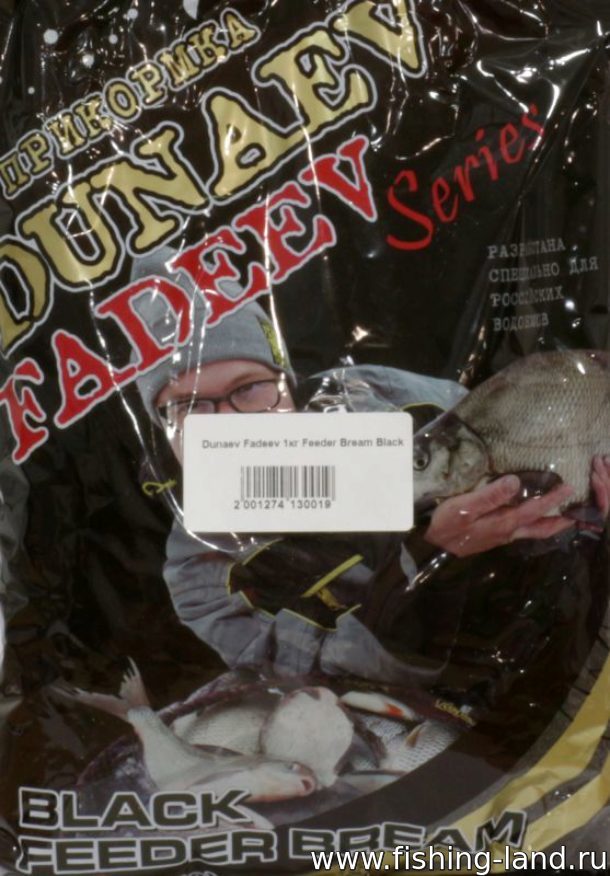 ПРИКОРМКА
DUNAEV
FADEEV
Series
РАЗРАБОТАНА
СПЕЦИАЛЬНО ДЛЯ
РОССИЙСКИХ
ВОДОЕМОВ
Dunaev Fadeev 1кг Feeder Bream Black
2 001274 130019
BLACK
FEEDER BREAM
www.fishing-land.ru